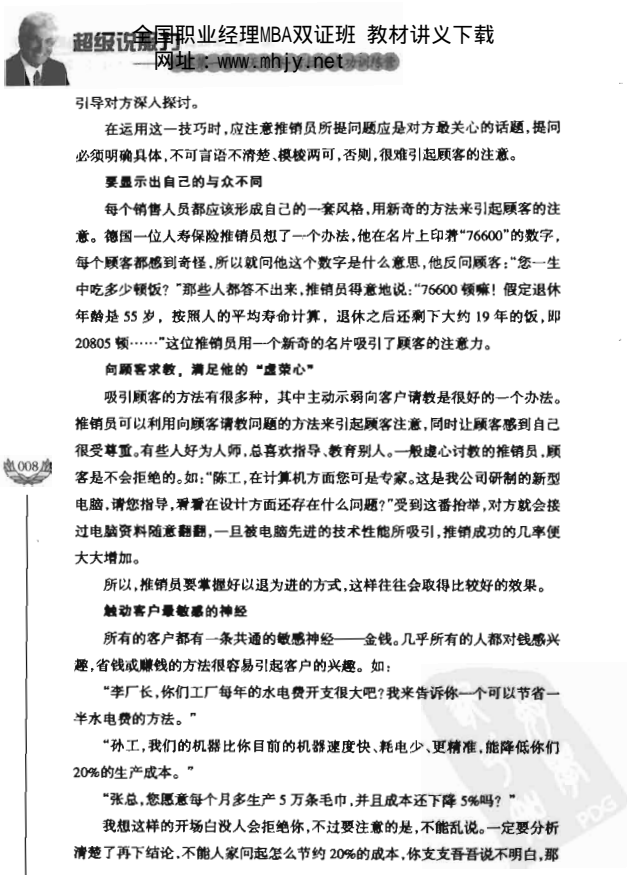 超级说服力
全国职业经理MBA双证班 教材讲义下载
网址：www.mhjy.net
引导对方深入探讨。
在运用这一技巧时,应注意推销员所提问题应是对方最关心的话题,提问
必须明确具体,不可言语不清楚、模棱两可,否则,很难引起顾客的注意。
要显示出自己的与众不同
每个销售人员都应该形成自己的一套风格,用新奇的方法来引起顾客的注
意。德国一位人寿保险推销员想了一个办法,他在名片上印著“76600”的数字,
每个顾客都感到奇怪,所以就问他这个数字是什么意思,他反问顾客:“您一生
中吃多少顿饭？”那些人都答不出来,推销员得意地说:“76600 顿嘛！假定退休
年龄是 55 岁，按照人的平均寿命计算，退休之后还剩下大约 19 年的饭,即
20805 顿……”这位推销员用一个新奇的名片吸引了顾客的注意力。
向顾客求教，满足他的“虚荣心”
吸引顾客的方法有很多种，其中主动示弱向客户请教是很好的一个办法。
推销员可以利用向顾客请教问题的方法来引起顾客注意,同时让顾客感到自己
很受尊重。有些人好为人师,总喜欢指导、教育别人。一般虚心讨教的推销员,顾
客是不会拒绝的。如:“陈工,在计算机方面您可是专家。这是我公司研制的新型
电脑,请您指导,看看在设计方面还存在什么问题?”受到这番抬举,对方就会接
过电脑资料随意翻翻,一旦被电脑先进的技术性能所吸引,推销成功的几率便
大大增加。
所以,推销员要掌握好以退为进的方式,这样往往会取得比较好的效果。
触动客户最敏感的神经
所有的客户都有一条共通的敏感神经——金钱。几乎所有的人都对钱感兴
趣,省钱或赚钱的方法很容易引起客户的兴趣。如:
“李厂长,你们工厂每年的水电费开支很大吧?我来告诉你一个可以节省一
半水电费的方法。”
“孙工,我们的机器比你目前的机器速度快、耗电少、更精准,能降低你们
20%的生产成本。”
“张总,您愿意每个月多生产 5 万条毛巾,并且成本还下降 5%吗？”
我想这样的开场白没人会拒绝你,不过要注意的是,不能乱说。一定要分析
清楚了再下结论,不能人家问起怎么节约 20%的成本,你支支吾吾说不明白,那
008
PDG